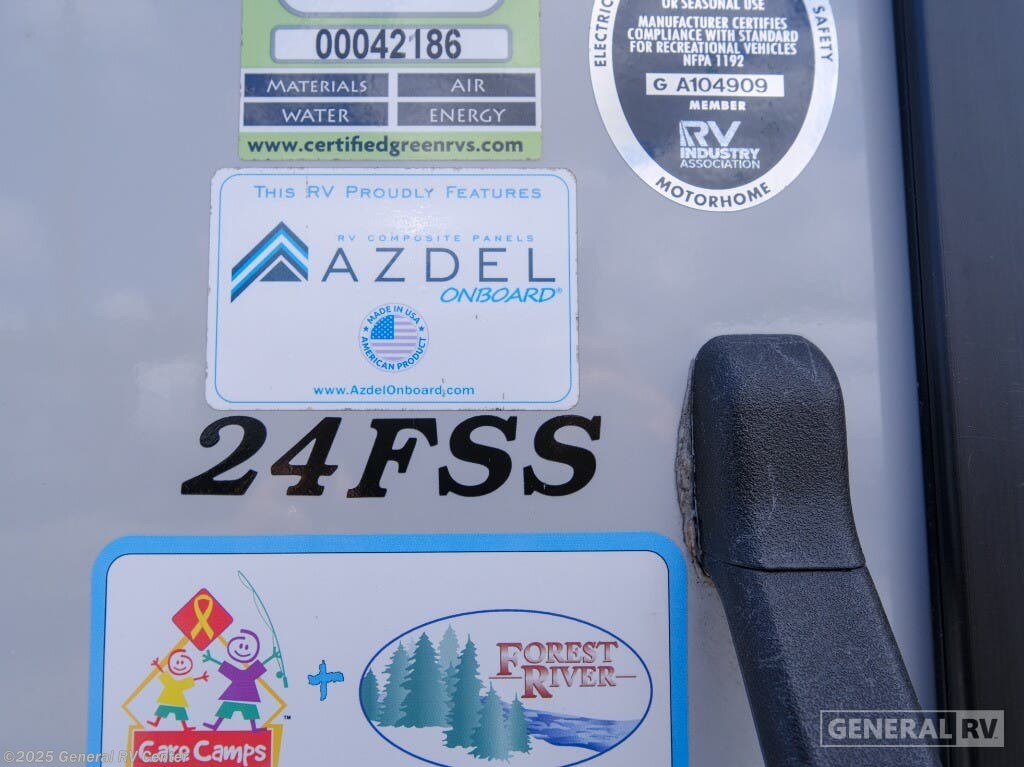 00042186
MATERIALS
AIR
WATER
ENERGY
www.certifiedgreenrvs.com
OR SEASONAL USE
MANUFACTURER CERTIFIES
COMPLIANCE WITH STANDARD
FOR RECREATIONAL VEHICLES
NFPA 1192
G A104909
MEMBER
RV
INDUSTRY
ASSOCIATION
ELECTRIC
SAFETY
MOTORHOME
THIS RV PROUDLY FEATURES
RV COMPOSITE PANELS
AZDEL
ONBOARD®
MADE IN USA
AMERICAN PRODUCT
www.AzdelOnboard.com
24FSS
Care Camps
™
+
FOREST
RIVER
GENERAL RV
©2025 General RV Center